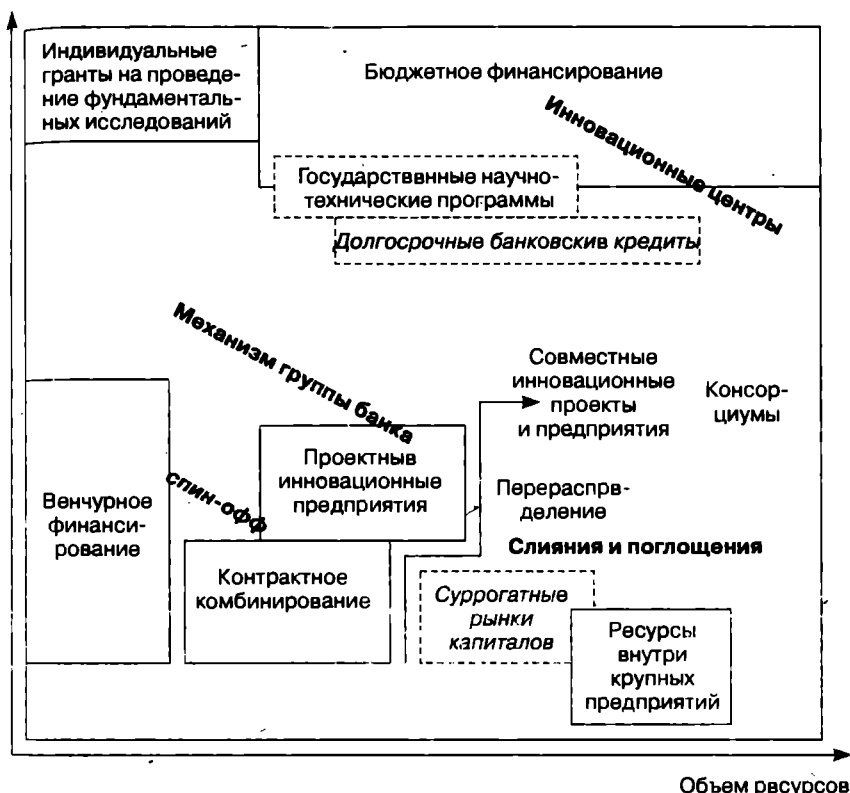 Индивидуальные
гранты на проведе-
ние фундаменталь-
ных исследований
Бюджетное финансирование
Инновационные центры
Государственные научно-
технические программы
Долгосрочные банковские кредиты
Механизм группы банка
Совместные
инновационные
проекты
и предприятия
Консор-
циумы
спин-офф
Проектные
инновационные
предприятия
Венчурное
финанси-
рование
Перераспре-
деление
Слияния и поглощения
Контрактное
комбинирование
Суррогатные
рынки
капиталов
Ресурсы
внутри
крупных
предприятий
Объем ресурсов